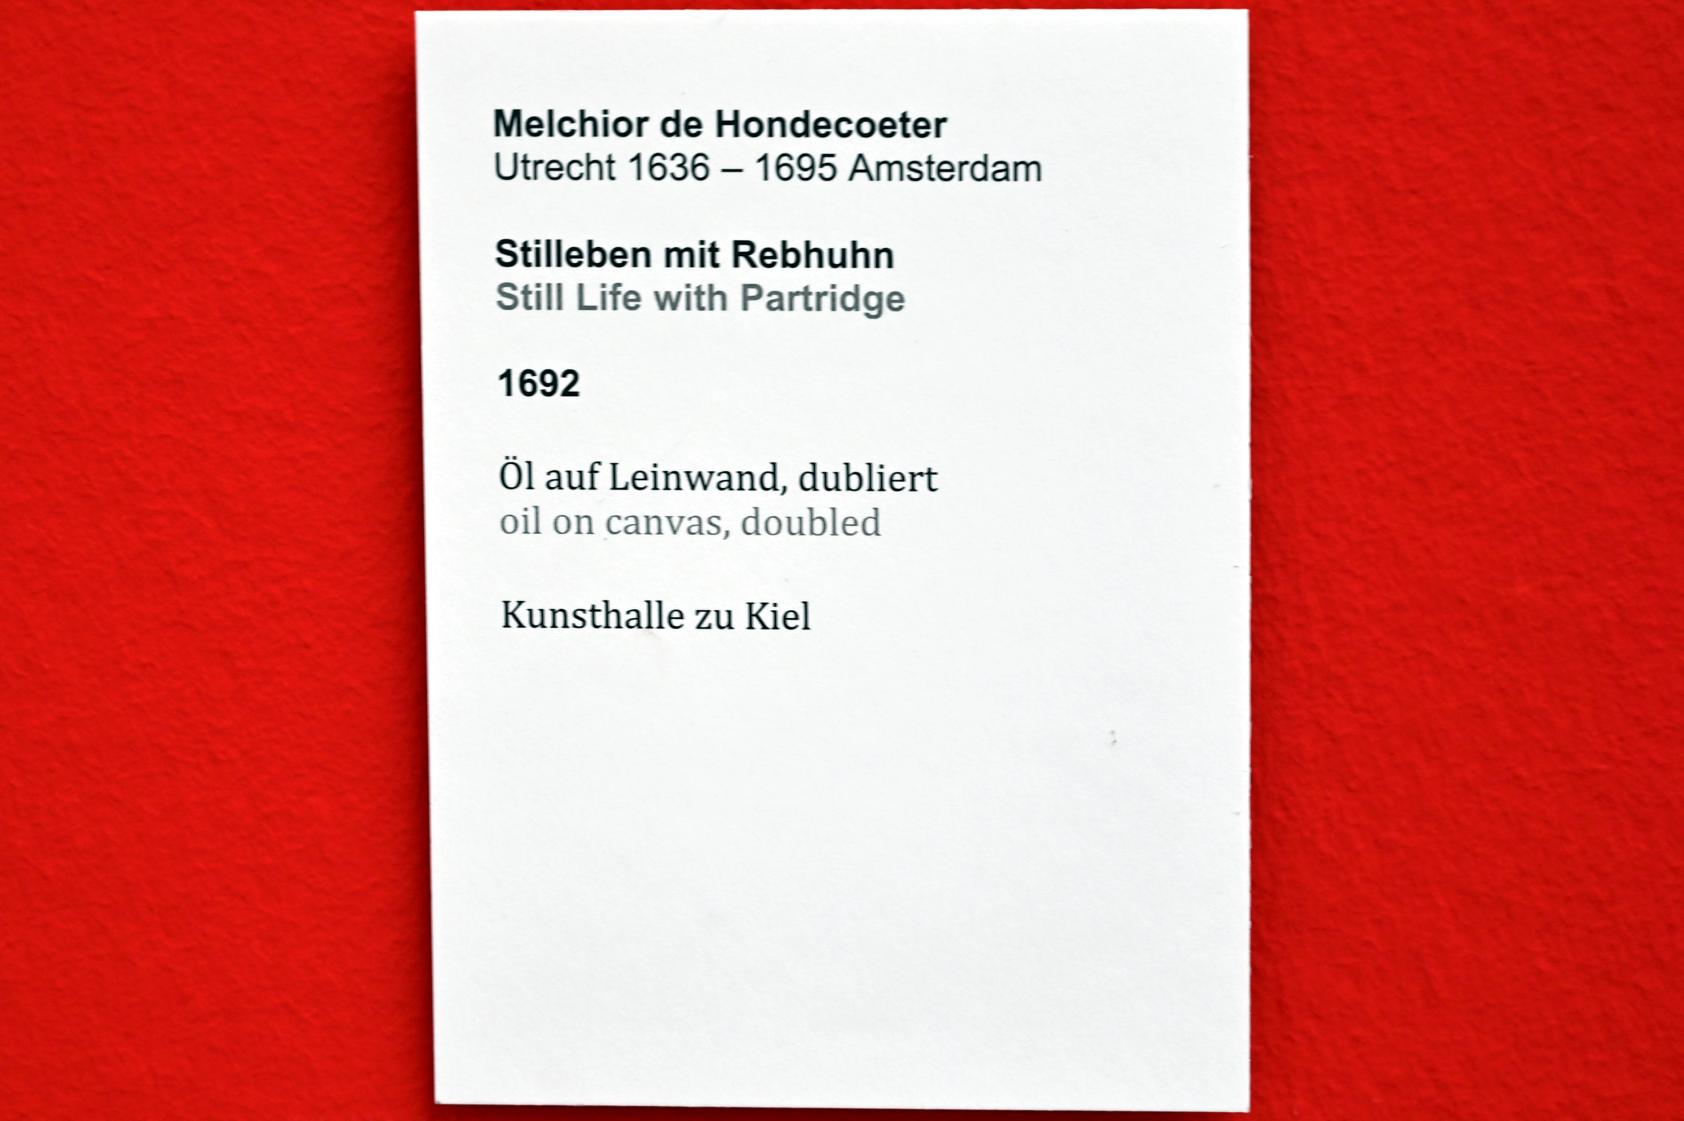 Melchior de Hondecoeter
Utrecht 1636 – 1695 Amsterdam
Stilleben mit Rebhuhn
Still Life with Partridge
1692
Öl auf Leinwand, dubliert
oil on canvas, doubled
Kunsthalle zu Kiel